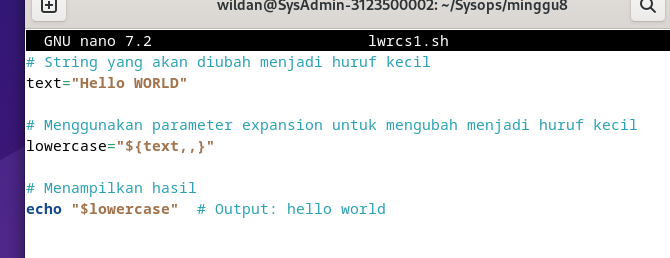 wildan@SysAdmin-3123500002: ~/Sysops/minggu8
GNU nano 7.2 lwrcs1.sh
# String yang akan diubah menjadi huruf kecil
text="Hello WORLD"
# Menggunakan parameter expansion untuk mengubah menjadi huruf kecil
lowercase="${text,,}"
# Menampilkan hasil
echo "$lowercase"  # Output: hello world